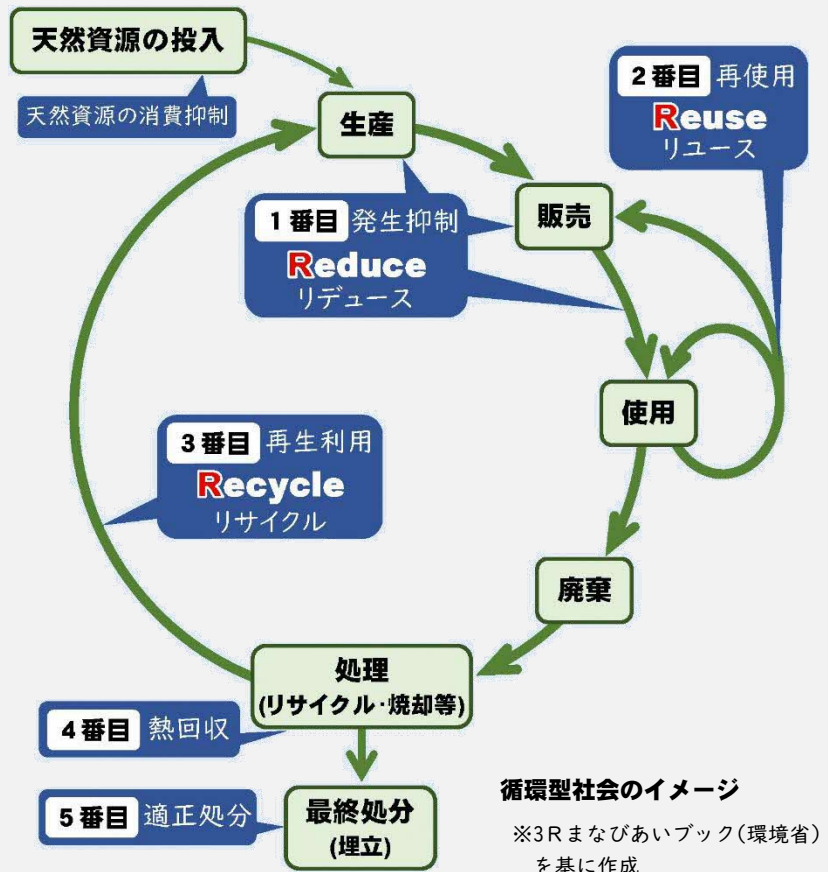 天然資源の投入
天然資源の消費抑制
生産
2番目 再使用
Reuse
リユース
1番目 発生抑制
Reduce
リデュース
販売
使用
3番目 再生利用
Recycle
リサイクル
廃棄
処理
(リサイクル・焼却等)
4番目 熱回収
5番目 適正処分
最終処分
(埋立)
循環型社会のイメージ
※3Rまなびあいブック(環境省)
を基に作成